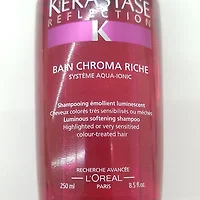 KÉRASTASE
REFLECTION
K
BAIN CHROMA RICHE
SYSTÈME AQUA-IONIC
Shampooing émollient luminescent
Cheveux colorés très sensibilisés ou méchés
Luminous softening shampoo
Highlighted or very sensitised
colour-treated hair
RECHERCHE AVANCÉE
L'ORÉAL
250 ml PARIS 8.5 fl.oz.